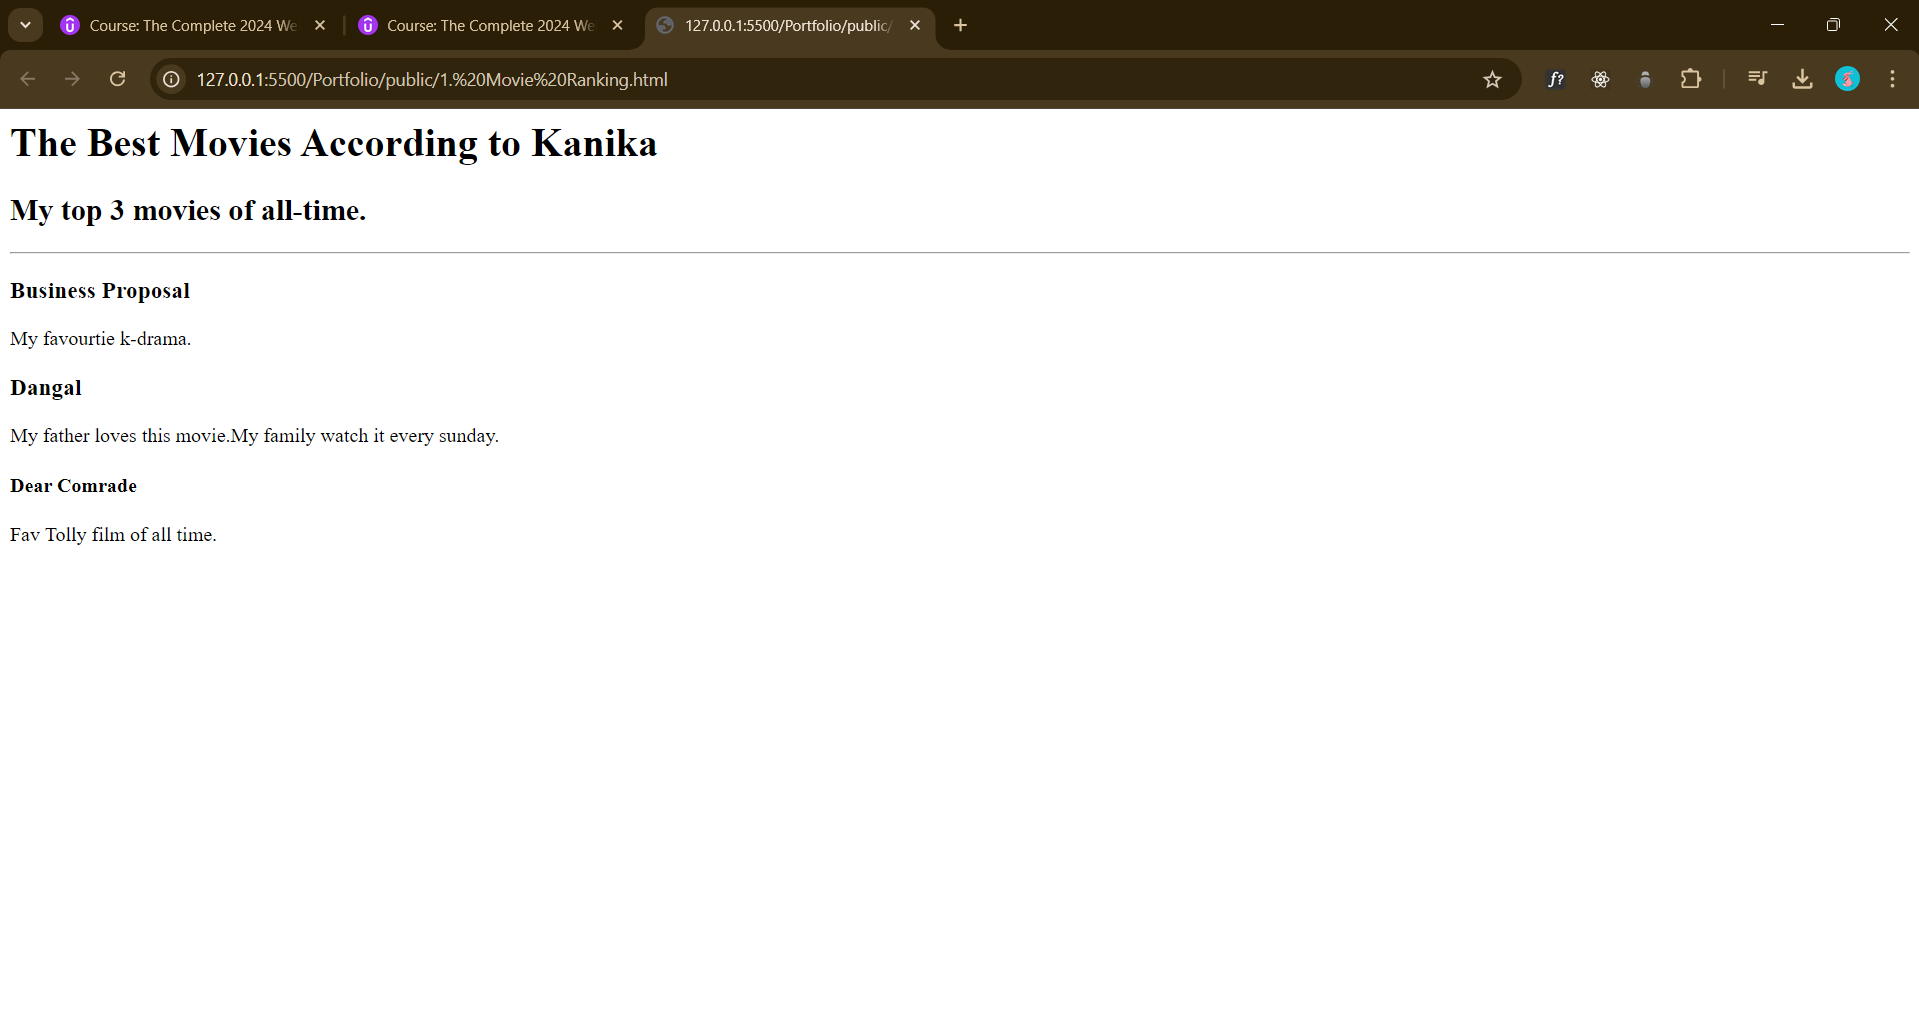 Course: The Complete 2024 We
Course: The Complete 2024 We
127.0.0.1:5500/Portfolio/public/
127.0.0.1:5500/Portfolio/public/1.%20Movie%20Ranking.html
f?
The Best Movies According to Kanika
My top 3 movies of all-time.
Business Proposal
My favourtie k-drama.
Dangal
My father loves this movie.My family watch it every sunday.
Dear Comrade
Fav Tolly film of all time.